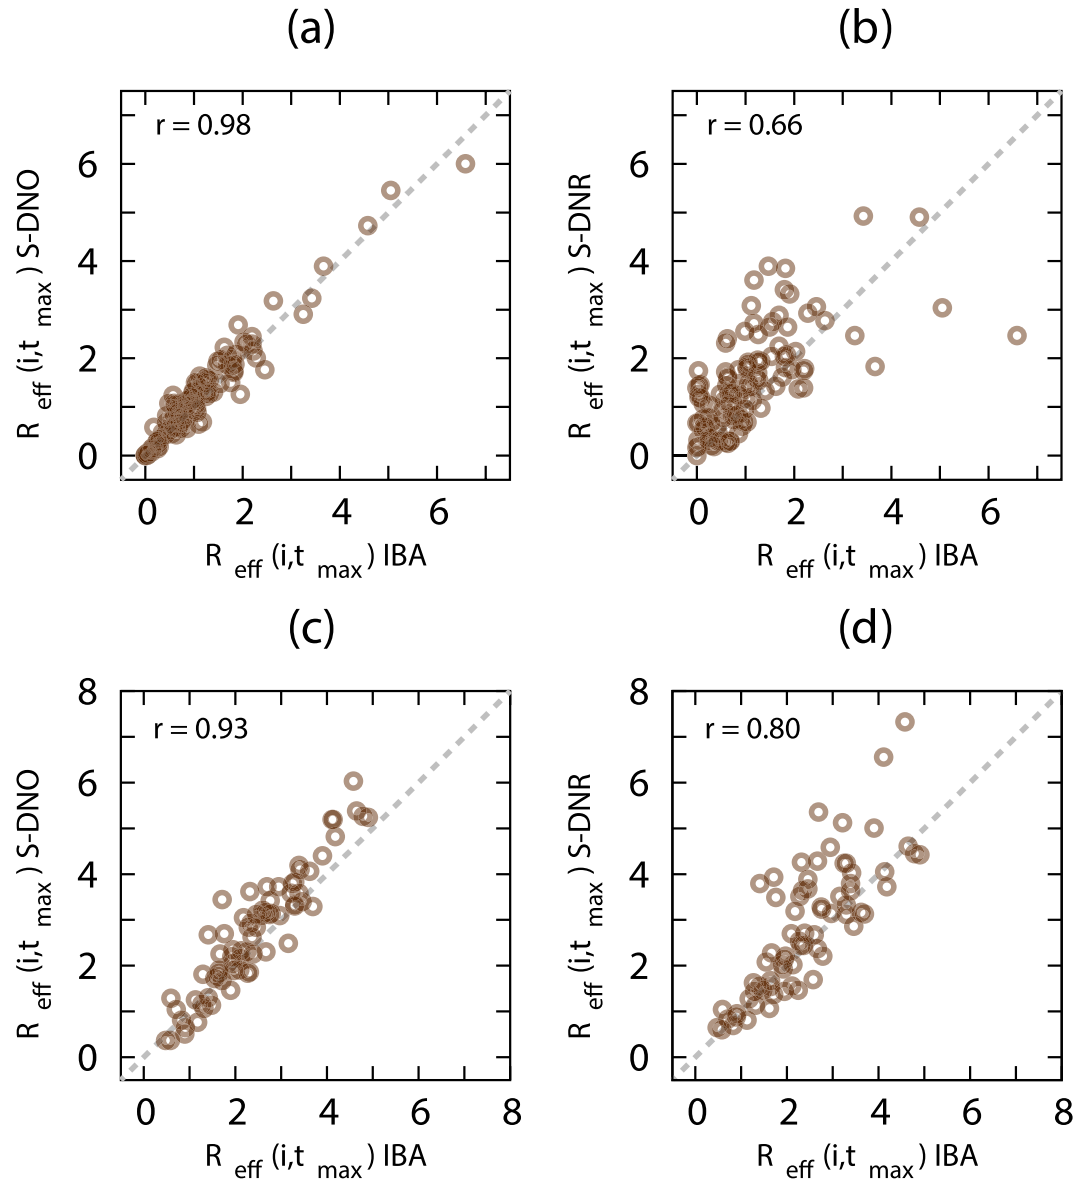 (a)
r = 0.98
R eff (i,t max ) S-DNO
6
4
2
0
0 2 4 6
R eff (i,t max ) IBA
(b)
r = 0.66
R eff (i,t max ) S-DNR
6
4
2
0
0 2 4 6
R eff (i,t max ) IBA
(c)
r = 0.93
R eff (i,t max ) S-DNO
8
6
4
2
0
0 2 4 6 8
R eff (i,t max ) IBA
(d)
r = 0.80
R eff (i,t max ) S-DNR
8
6
4
2
0
0 2 4 6 8
R eff (i,t max ) IBA